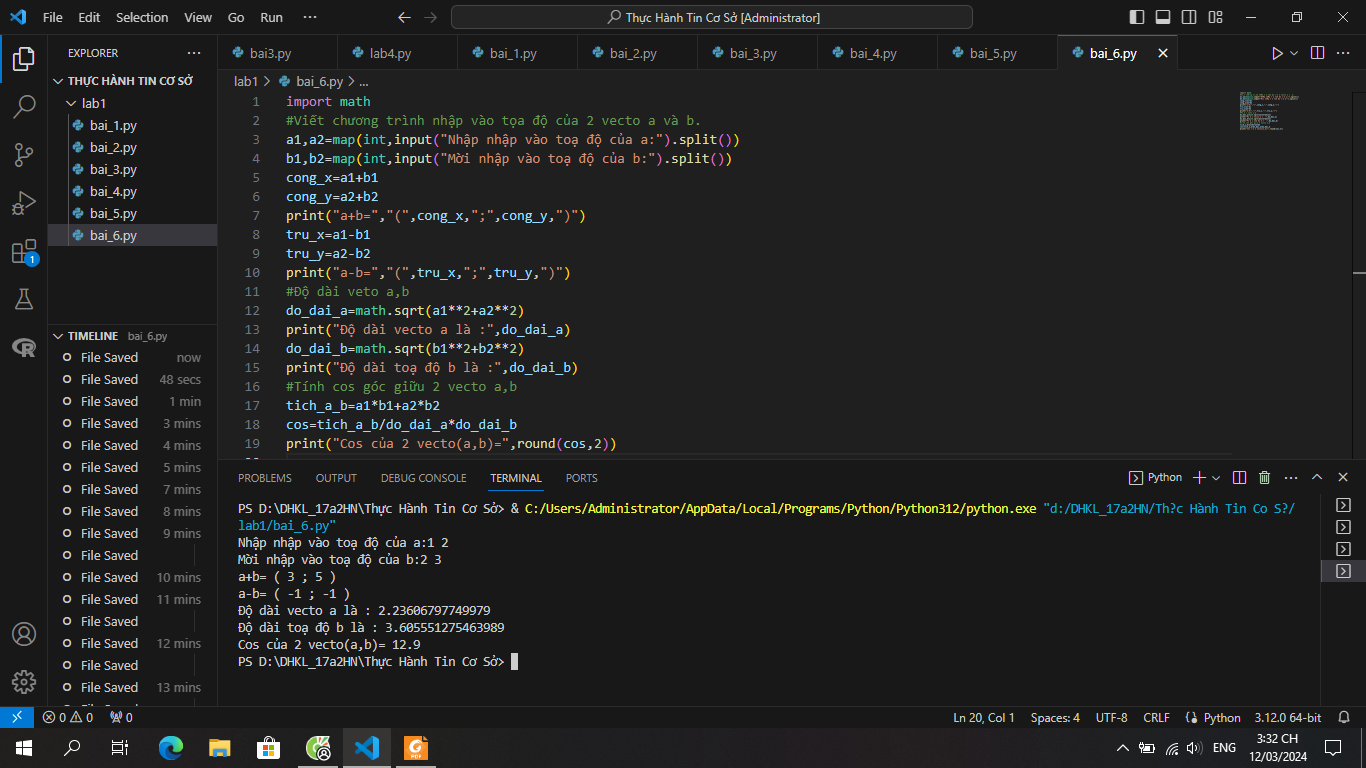 File Edit Selection View Go Run ··· Thực Hành Tin Cơ Sở [Administrator]
EXPLORER ···
bai3.py lab4.py bai_1.py bai_2.py bai_3.py bai_4.py bai_5.py bai_6.py
THỰC HÀNH TIN CƠ SỞ
lab1
bai_1.py
bai_2.py
bai_3.py
bai_4.py
bai_5.py
bai_6.py
1
TIMELINE bai_6.py
File Saved now
File Saved 48 secs
File Saved 1 min
File Saved 3 mins
File Saved 4 mins
File Saved 5 mins
File Saved 7 mins
File Saved 8 mins
File Saved 9 mins
File Saved
File Saved 10 mins
File Saved 11 mins
File Saved
File Saved 12 mins
File Saved
File Saved 13 mins
lab1 > bai_6.py > ...
1 import math
2 #Viết chương trình nhập vào tọa độ của 2 vecto a và b.
3 a1,a2=map(int,input("Nhập nhập vào toạ độ của a:").split())
4 b1,b2=map(int,input("Mời nhập vào toạ độ của b:").split())
5 cong_x=a1+b1
6 cong_y=a2+b2
7 print("a+b=","(",cong_x,";",cong_y,")")
8 tru_x=a1-b1
9 tru_y=a2-b2
10 print("a-b=","(",tru_x,";",tru_y,")")
11 #Độ dài veto a,b
12 do_dai_a=math.sqrt(a1**2+a2**2)
13 print("Độ dài vecto a là :",do_dai_a)
14 do_dai_b=math.sqrt(b1**2+b2**2)
15 print("Độ dài toạ độ b là :",do_dai_b)
16 #Tính cos góc giữu 2 vecto a,b
17 tich_a_b=a1*b1+a2*b2
18 cos=tich_a_b/do_dai_a*do_dai_b
19 print("Cos của 2 vecto(a,b)=",round(cos,2))
PROBLEMS OUTPUT DEBUG CONSOLE TERMINAL PORTS Python
PS D:\DHKL_17a2HN\Thực Hành Tin Cơ Sở> & C:/Users/Administrator/AppData/Local/Programs/Python/Python312/python.exe "d:/DHKL_17a2HN/Th?c Hành Tin Co S?/
lab1/bai_6.py"
Nhập nhập vào toạ độ của a:1 2
Mời nhập vào toạ độ của b:2 3
a+b= ( 3 ; 5 )
a-b= ( -1 ; -1 )
Độ dài vecto a là : 2.23606797749979
Độ dài toạ độ b là : 3.605551275463989
Cos của 2 vecto(a,b)= 12.9
PS D:\DHKL_17a2HN\Thực Hành Tin Cơ Sở>
0 0 0 Ln 20, Col 1 Spaces: 4 UTF-8 CRLF Python 3.12.0 64-bit
ENG 3:32 CH
12/03/2024